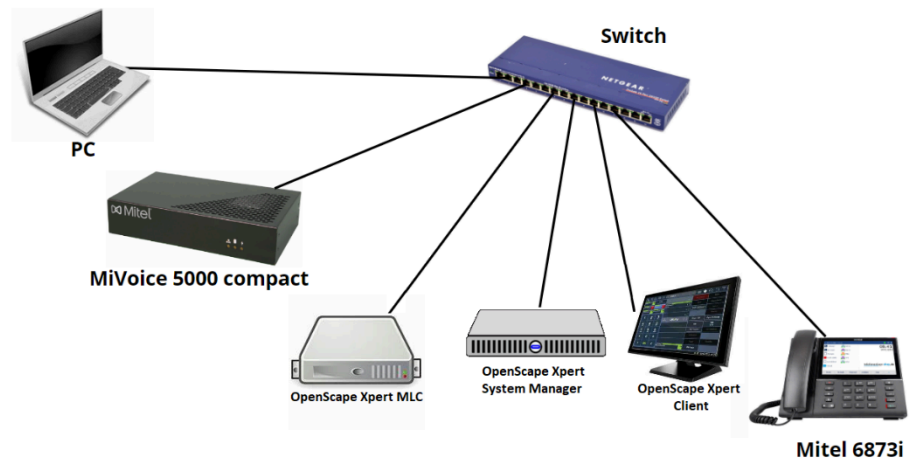 Switch
NETGEAR
PC
Mitel
MiVoice 5000 compact
OpenScape Xpert MLC
OpenScape Xpert
System Manager
OpenScape Xpert
Client
Mitel 6873i